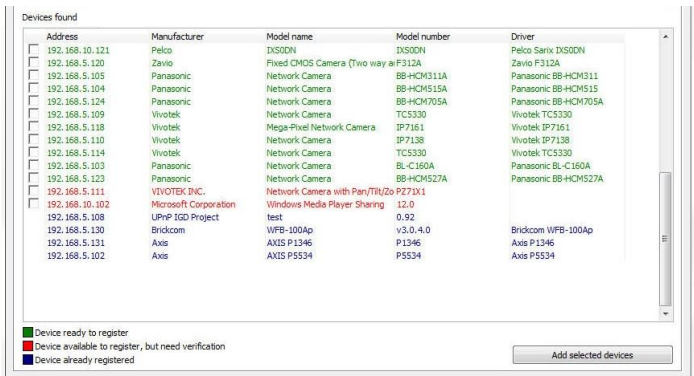 Devices found
Address Manufacturer Model name Model number Driver
192.168.10.121 Pelco IXS0DN IXS0DN Pelco Sarix IXS0DN
192.168.5.120 Zavio Fixed CMOS Camera (Two way ai F312A Zavio F312A
192.168.5.105 Panasonic Network Camera BB-HCM311A Panasonic BB-HCM311
192.168.5.104 Panasonic Network Camera BB-HCM515A Panasonic BB-HCM515
192.168.5.124 Panasonic Network Camera BB-HCM705A Panasonic BB-HCM705A
192.168.5.109 Vivotek Network Camera TC5330 Vivotek TC5330
192.168.5.118 Vivotek Mega-Pixel Network Camera IP7161 Vivotek IP7161
192.168.5.110 Vivotek Network Camera IP7138 Vivotek IP7138
192.168.5.114 Vivotek Network Camera TC5330 Vivotek TC5330
192.168.5.103 Panasonic Network Camera BL-C160A Panasonic BL-C160A
192.168.5.123 Panasonic Network Camera BB-HCM527A Panasonic BB-HCM527A
192.168.5.111 VIVOTEK INC. Network Camera with Pan/Tilt/Zo PZ71X1
192.168.10.102 Microsoft Corporation Windows Media Player Sharing 12.0
192.168.5.108 UPnP IGD Project test 0.92
192.168.5.130 Brickcom WFB-100Ap v3.0.4.0 Brickcom WFB-100Ap
192.168.5.131 Axis AXIS P1346 P1346 Axis P1346
192.168.5.102 Axis AXIS P5534 P5534 Axis P5534
Device ready to register
Device available to register, but need verification
Device already registered
Add selected devices